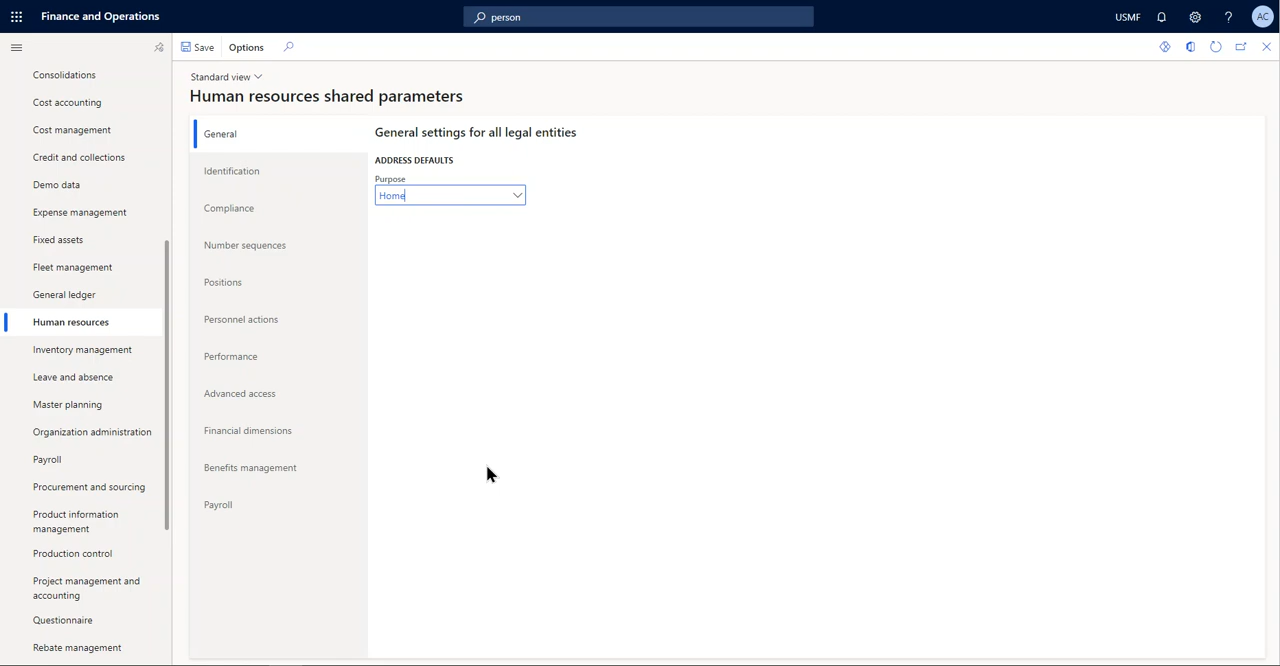 Finance and Operations
person
USMF
?
AC
Save
Options
Standard view
Human resources shared parameters
Consolidations
Cost accounting
Cost management
Credit and collections
Demo data
Expense management
Fixed assets
Fleet management
General ledger
Human resources
Inventory management
Leave and absence
Master planning
Organization administration
Payroll
Procurement and sourcing
Product information
management
Production control
Project management and
accounting
Questionnaire
Rebate management
General
Identification
Compliance
Number sequences
Positions
Personnel actions
Performance
Advanced access
Financial dimensions
Benefits management
Payroll
General settings for all legal entities
ADDRESS DEFAULTS
Purpose
Home